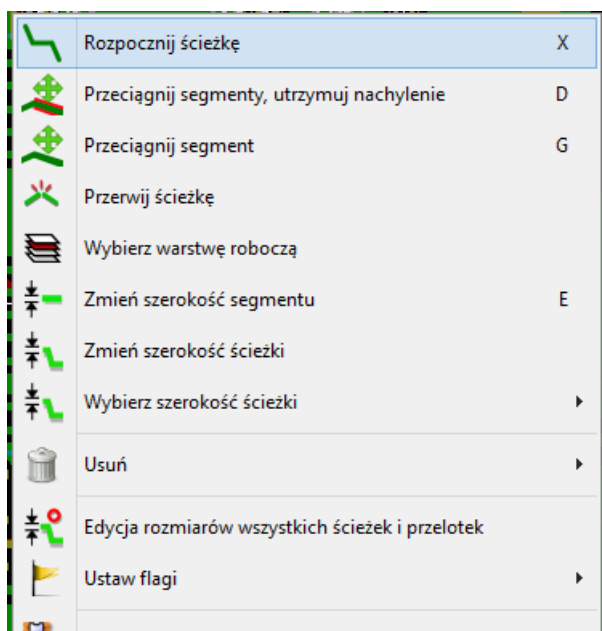 Rozpocznij ścieżkę X
Przeciągnij segmenty, utrzymuj nachylenie D
Przeciągnij segment G
Przerwij ścieżkę
Wybierz warstwę roboczą
Zmień szerokość segmentu E
Zmień szerokość ścieżki
Wybierz szerokość ścieżki
Usuń
Edycja rozmiarów wszystkich ścieżek i przelotek
Ustaw flagi